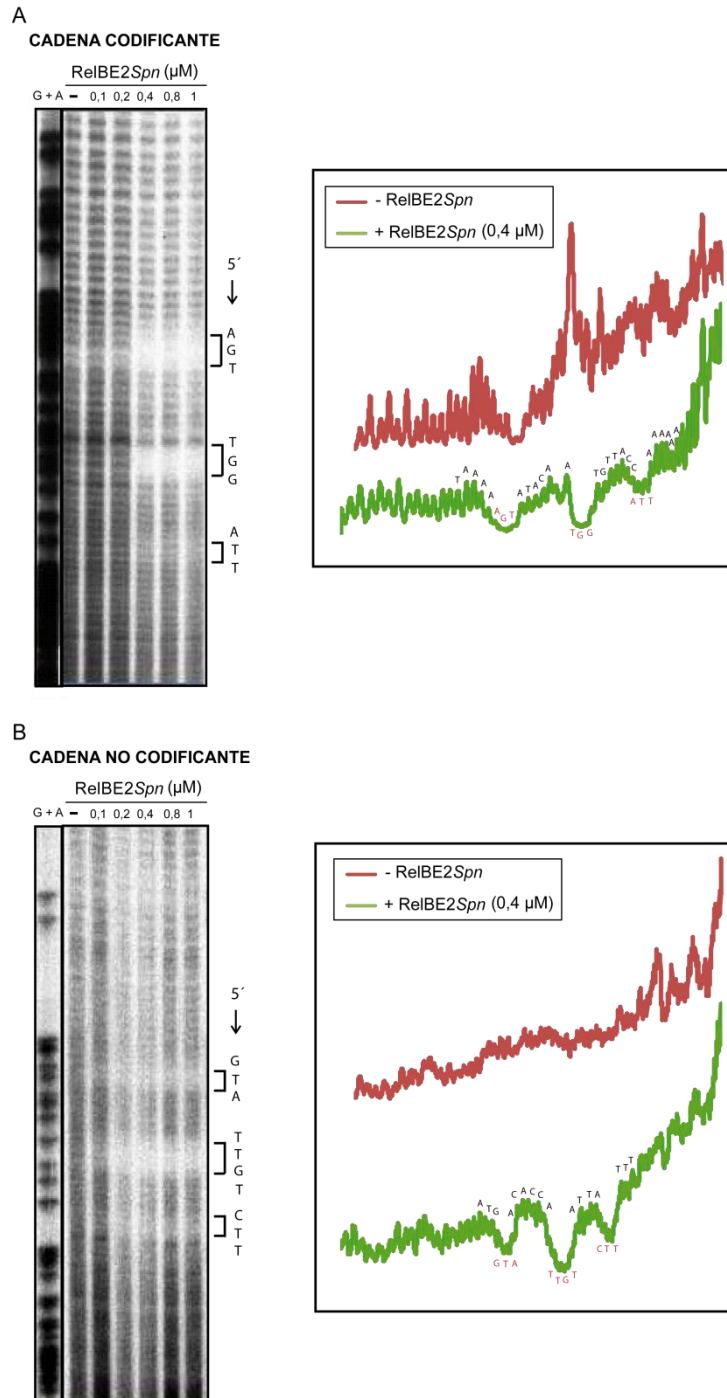 A
CADENA CODIFICANTE
RelBE2Spn (µM)
G + A - 0,1 0,2 0,4 0,8 1
5´
A
G
T
T
G
G
A
T
T
- RelBE2Spn
+ RelBE2Spn (0,4 µM)
T A A A A A G T A T A C A A T G G T G T T A C C A T T A A A A A A
B
CADENA NO CODIFICANTE
RelBE2Spn (µM)
G + A - 0,1 0,2 0,4 0,8 1
5´
G
T
A
T
T
G
T
C
T
T
- RelBE2Spn
+ RelBE2Spn (0,4 µM)
A T G G T A A C A C C A T T G T A T T A C T T T T T